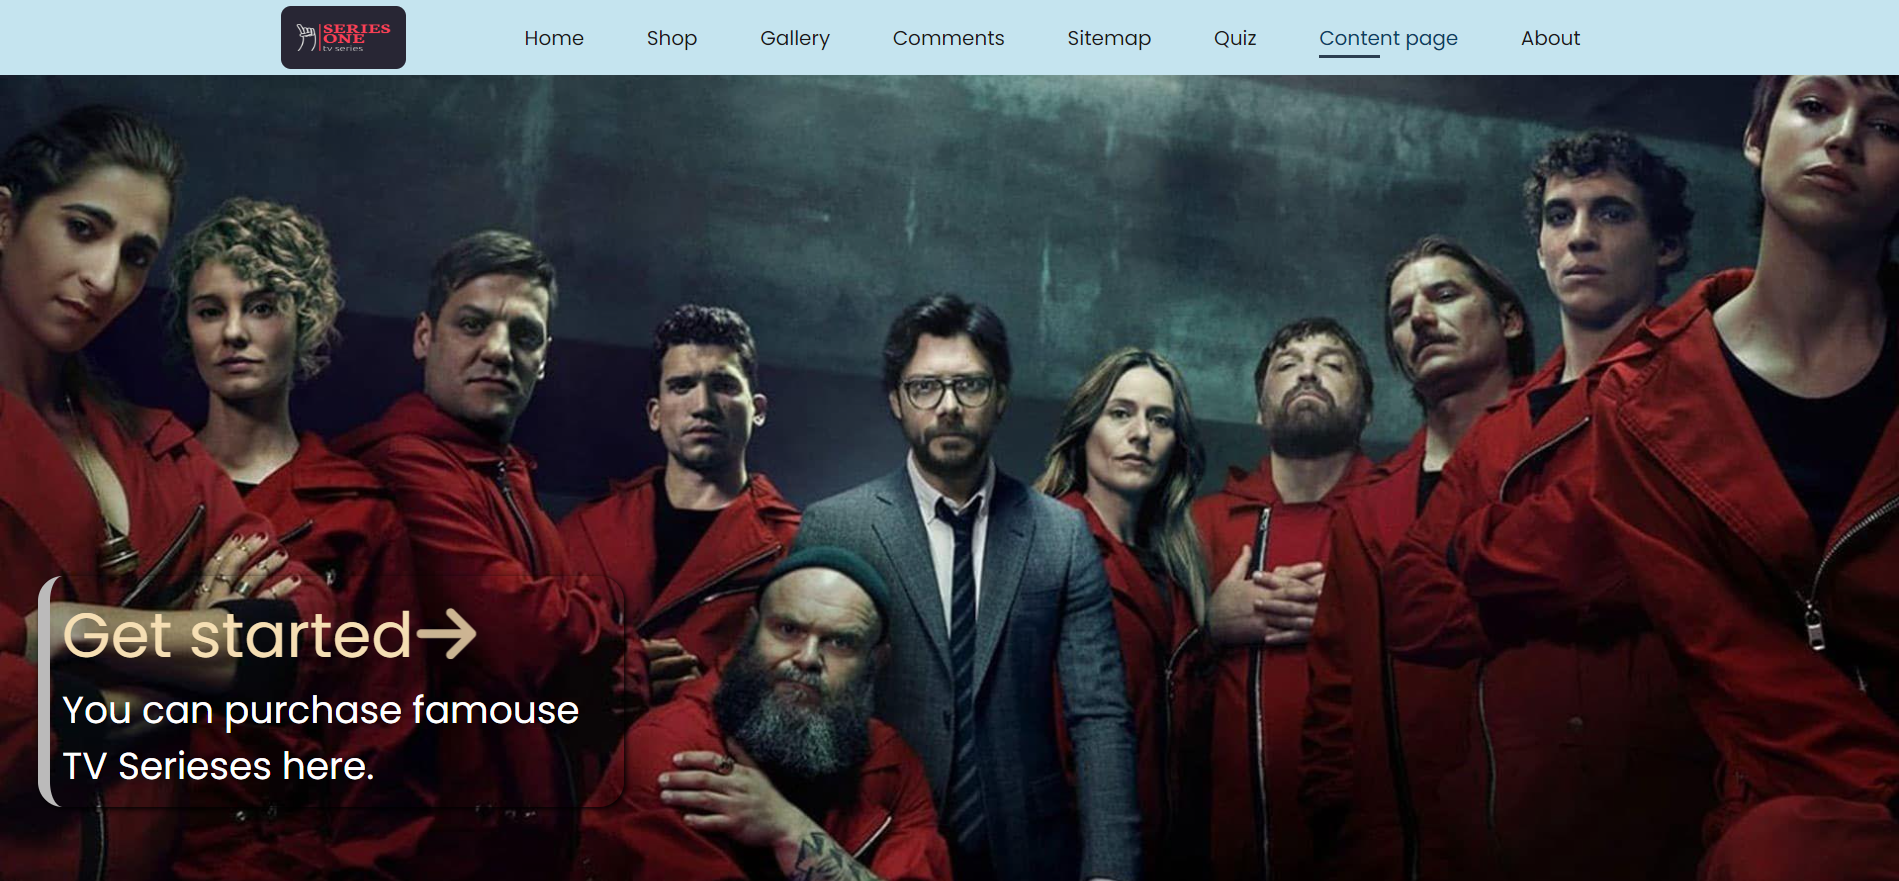 SERIES
ONE
tv series
Home Shop Gallery Comments Sitemap Quiz Content page About
Get started→
You can purchase famouse
TV Serieses here.